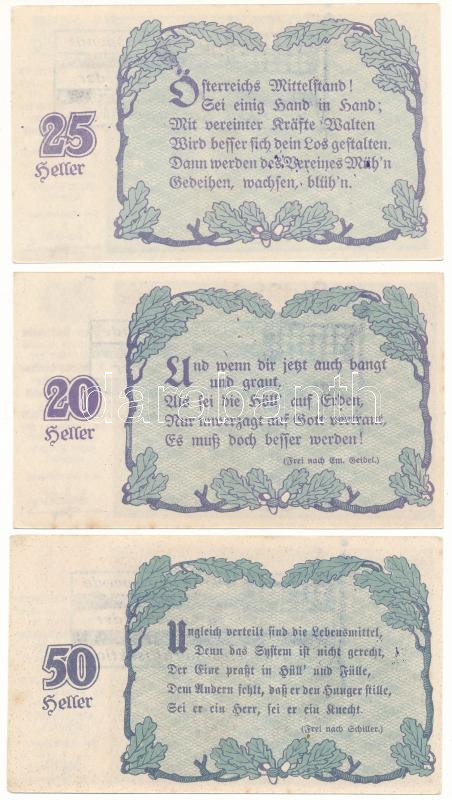 25
Heller
Österreichs Mittelstand!
Sei einig Hand in Hand;
Mit vereinter Kräfte Walten
Wird besser sich dein Los gestalten.
Dann werden des Vereines Müh'n
Gedeihen, wachsen, blüh'n.
20
Heller
Und wenn dir jetzt auch bangt
und graut,
Als sei die Höll' auf Erden,
Nur unverzagt auf Gott vertraut,
Es muß doch besser werden!
(Frei nach Em. Geidel.)
darabanth
50
Heller
Ungleich verteilt sind die Lebensmittel,
Denn das System ist nicht gerecht,
Der Eine praßt in Hüll' und Fülle,
Dem Andern fehlt, daß er den Hunger stille,
Sei er ein Herr, sei er ein Knecht.
(Frei nach Schiller.)